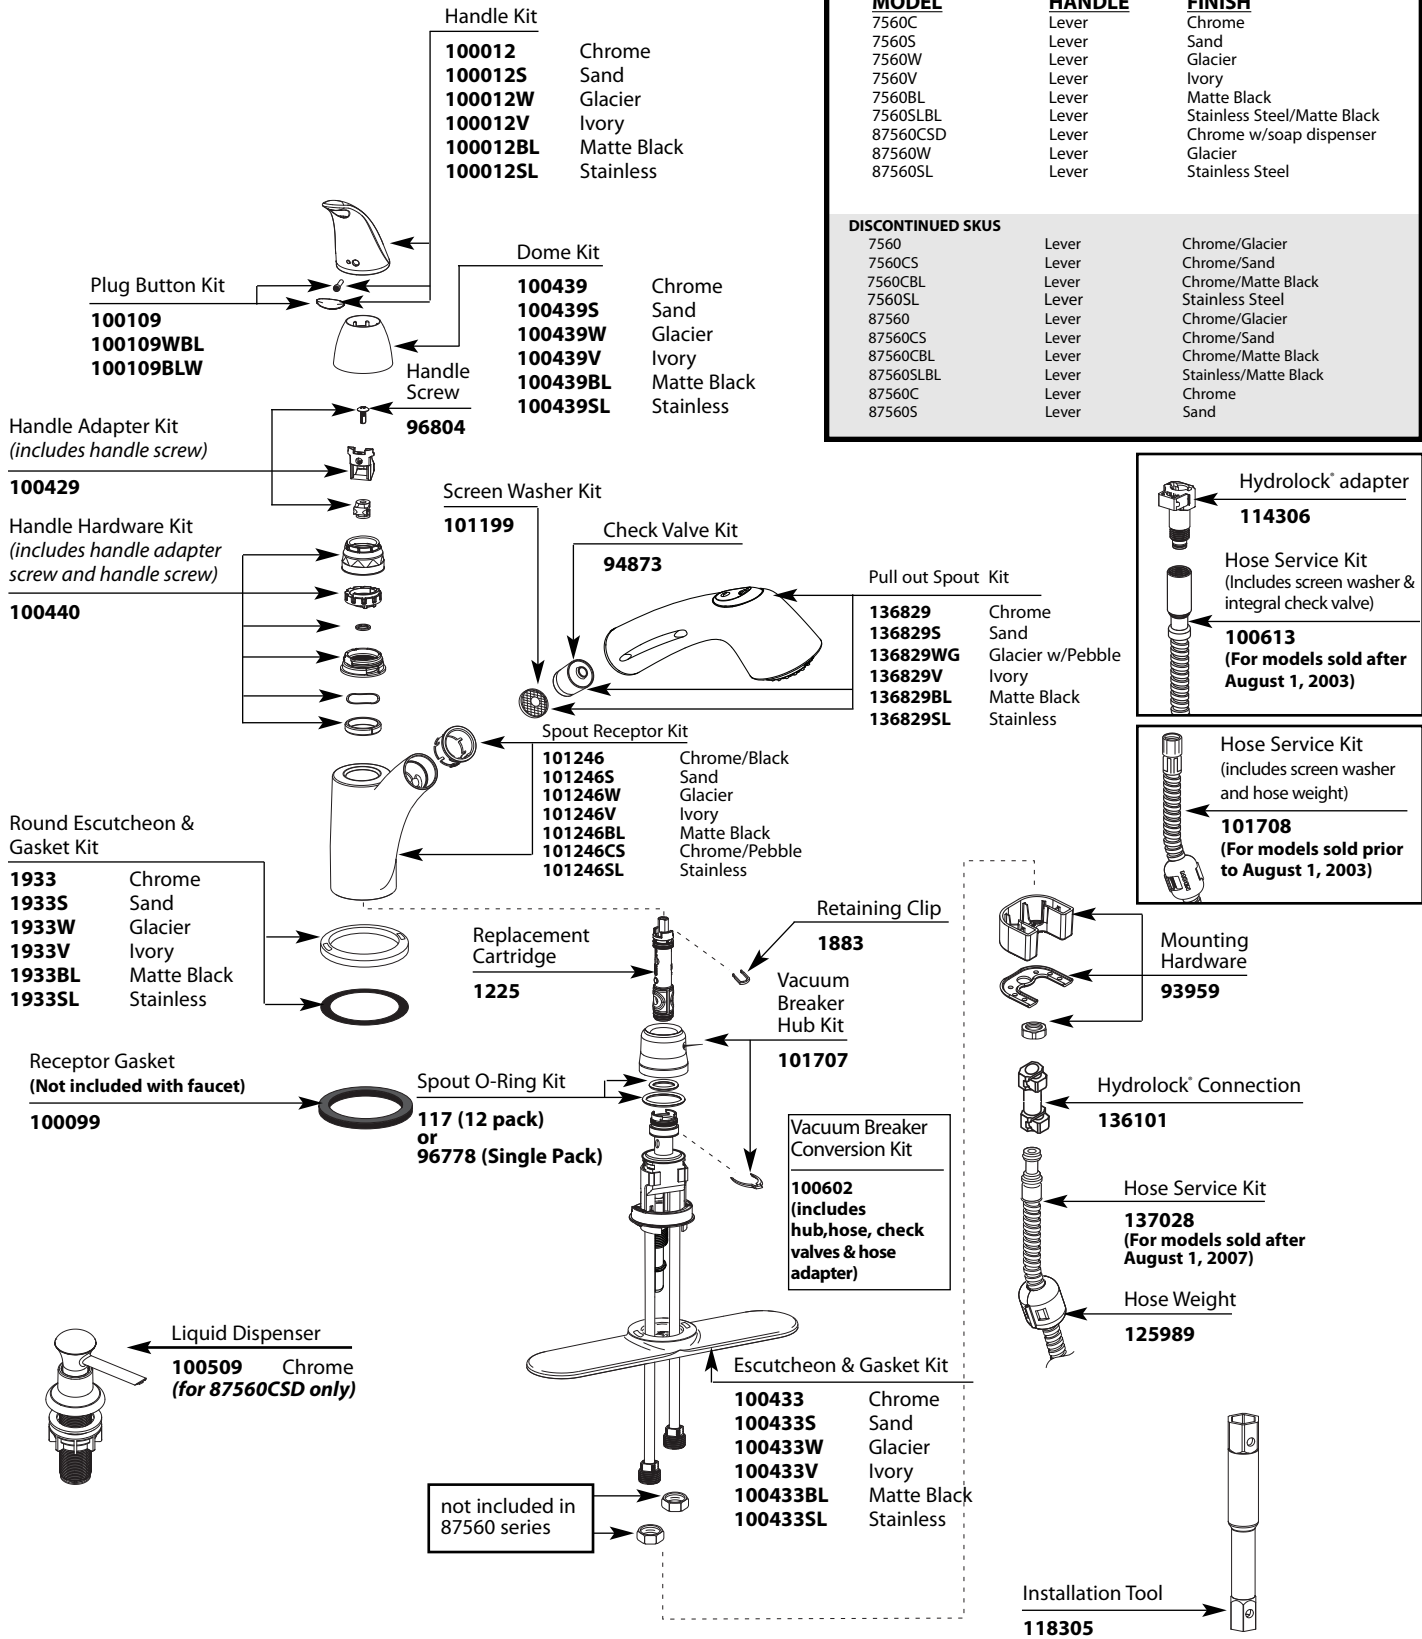 MODEL HANDLE FINISH
7560C Lever Chrome
7560S Lever Sand
7560W Lever Glacier
7560V Lever Ivory
7560BL Lever Matte Black
7560SLBL Lever Stainless Steel/Matte Black
87560CSD Lever Chrome w/soap dispenser
87560W Lever Glacier
87560SL Lever Stainless Steel
DISCONTINUED SKUS
7560 Lever Chrome/Glacier
7560CS Lever Chrome/Sand
7560CBL Lever Chrome/Matte Black
7560SL Lever Stainless Steel
87560 Lever Chrome/Glacier
87560CS Lever Chrome/Sand
87560CBL Lever Chrome/Matte Black
87560SLBL Lever Stainless/Matte Black
87560C Lever Chrome
87560S Lever Sand
Handle Kit
100012 Chrome
100012S Sand
100012W Glacier
100012V Ivory
100012BL Matte Black
100012SL Stainless
Plug Button Kit
100109
100109WBL
100109BLW
Dome Kit
100439 Chrome
100439S Sand
100439W Glacier
100439V Ivory
100439BL Matte Black
100439SL Stainless
Handle
Screw
96804
Handle Adapter Kit
(includes handle screw)
100429
Handle Hardware Kit
(includes handle adapter
screw and handle screw)
100440
Screen Washer Kit
101199
Check Valve Kit
94873
Pull out Spout Kit
136829 Chrome
136829S Sand
136829WG Glacier w/Pebble
136829V Ivory
136829BL Matte Black
136829SL Stainless
Hydrolock® adapter
114306
Hose Service Kit
(Includes screen washer &
integral check valve)
100613
(For models sold after
August 1, 2003)
Hose Service Kit
(includes screen washer
and hose weight)
101708
(For models sold prior
to August 1, 2003)
Spout Receptor Kit
101246 Chrome/Black
101246S Sand
101246W Glacier
101246V Ivory
101246BL Matte Black
101246CS Chrome/Pebble
101246SL Stainless
Round Escutcheon &
Gasket Kit
1933 Chrome
1933S Sand
1933W Glacier
1933V Ivory
1933BL Matte Black
1933SL Stainless
Replacement
Cartridge
1225
Retaining Clip
1883
Vacuum
Breaker
Hub Kit
101707
Mounting
Hardware
93959
Receptor Gasket
(Not included with faucet)
100099
Spout O-Ring Kit
117 (12 pack)
or
96778 (Single Pack)
Vacuum Breaker
Conversion Kit
100602
(includes
hub,hose, check
valves & hose
adapter)
Hydrolock® Connection
136101
Hose Service Kit
137028
(For models sold after
August 1, 2007)
Hose Weight
125989
Liquid Dispenser
100509 Chrome
(for 87560CSD only)
Escutcheon & Gasket Kit
100433 Chrome
100433S Sand
100433W Glacier
100433V Ivory
100433BL Matte Black
100433SL Stainless
not included in
87560 series
Installation Tool
118305